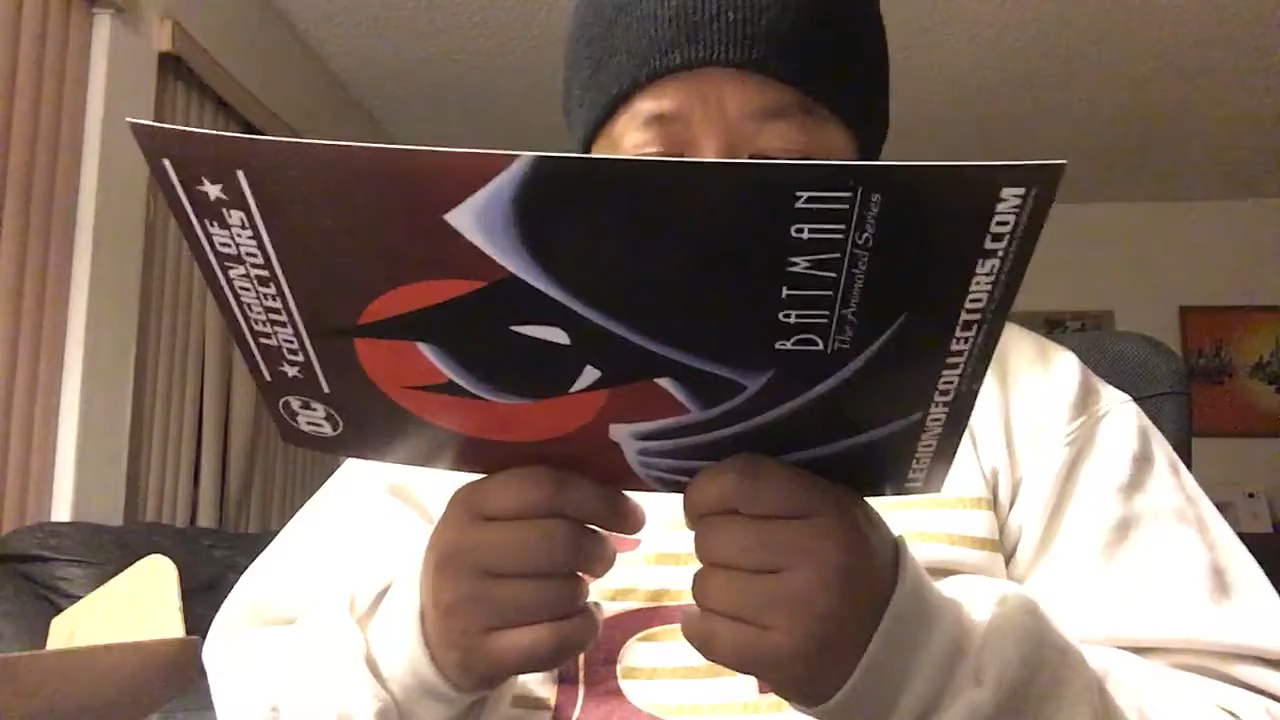 LEGION OF
COLLECTORS
DC
BATMAN
The Animated Series
LEGIONOFCOLLECTORS.COM